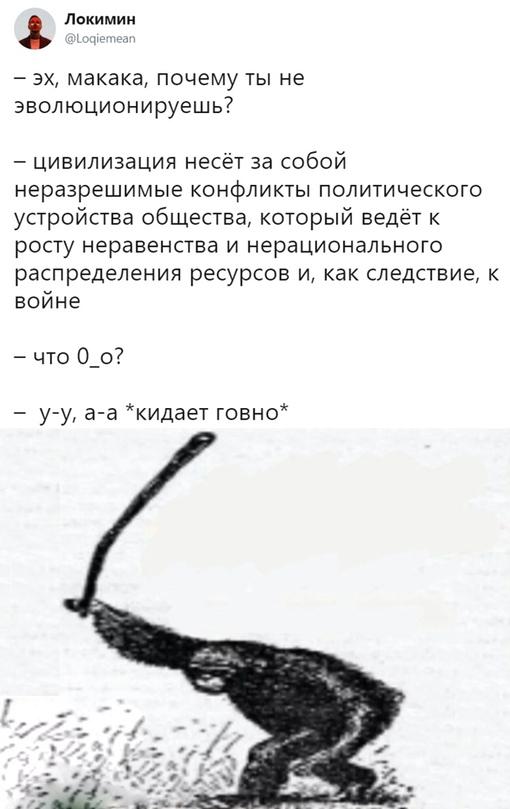 Локимин
@Loqiemean
– эх, макака, почему ты не
эволюционируешь?
– цивилизация несёт за собой
неразрешимые конфликты политического
устройства общества, который ведёт к
росту неравенства и нерационального
распределения ресурсов и, как следствие, к
войне
– что 0_о?
– у-у, а-а *кидает говно*